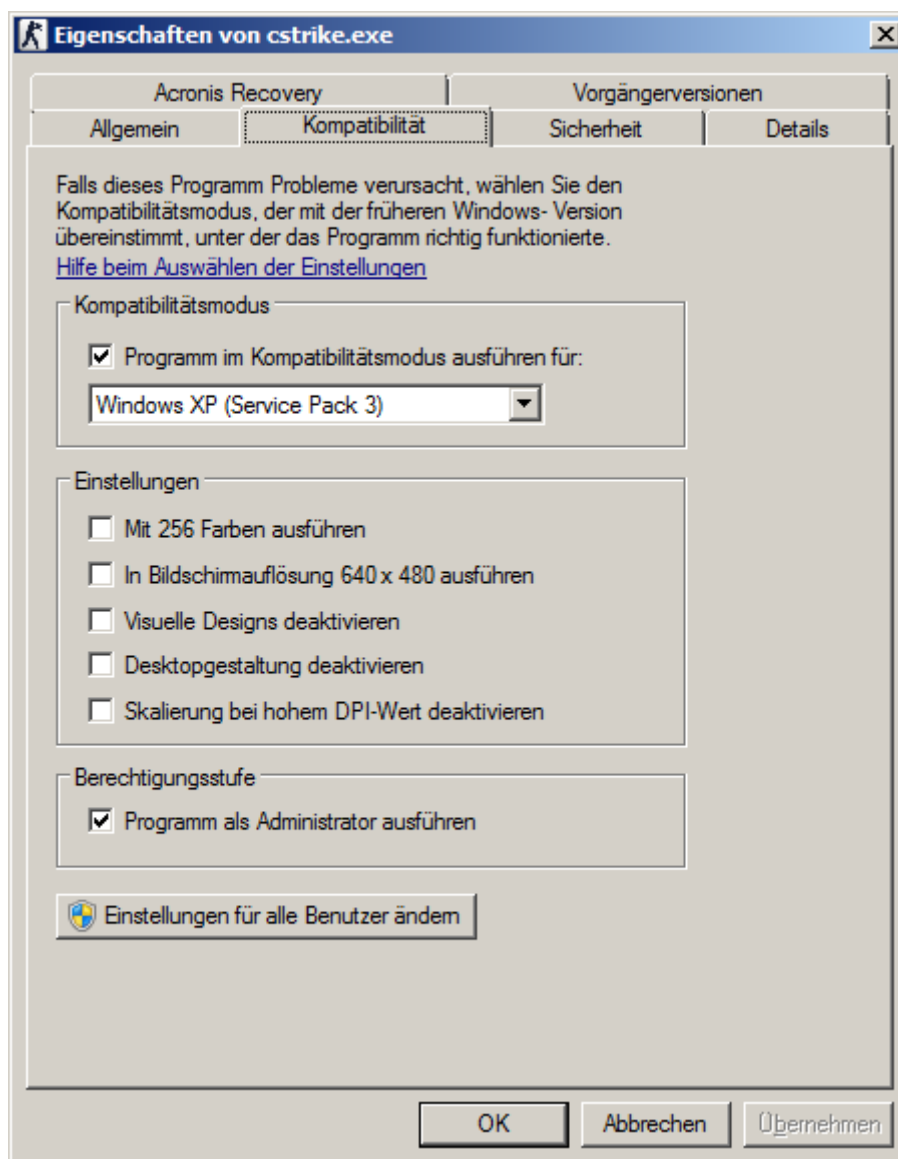 Eigenschaften von cstrike.exe
Acronis Recovery
Vorgängerversionen
Allgemein
Kompatibilität
Sicherheit
Details
Falls dieses Programm Probleme verursacht, wählen Sie den
Kompatibilitätsmodus, der mit der früheren Windows- Version
übereinstimmt, unter der das Programm richtig funktionierte.
Hilfe beim Auswählen der Einstellungen
Kompatibilitätsmodus
Programm im Kompatibilitätsmodus ausführen für:
Windows XP (Service Pack 3)
Einstellungen
Mit 256 Farben ausführen
In Bildschirmauflösung 640 x 480 ausführen
Visuelle Designs deaktivieren
Desktopgestaltung deaktivieren
Skalierung bei hohem DPI-Wert deaktivieren
Berechtigungsstufe
Programm als Administrator ausführen
Einstellungen für alle Benutzer ändern
OK
Abbrechen
Übernehmen